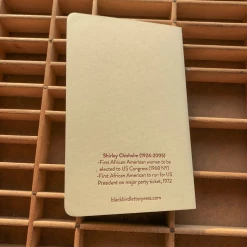 Shirley Chisholm (1924-2005)
•First African American woman to be
elected to US Congress (1968 NY)
•First African American to run for US
President on major party ticket, 1972
blackbirdletterpress.com